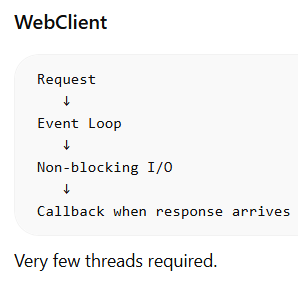 WebClient
Request
↓
Event Loop
↓
Non-blocking I/O
↓
Callback when response arrives
Very few threads required.